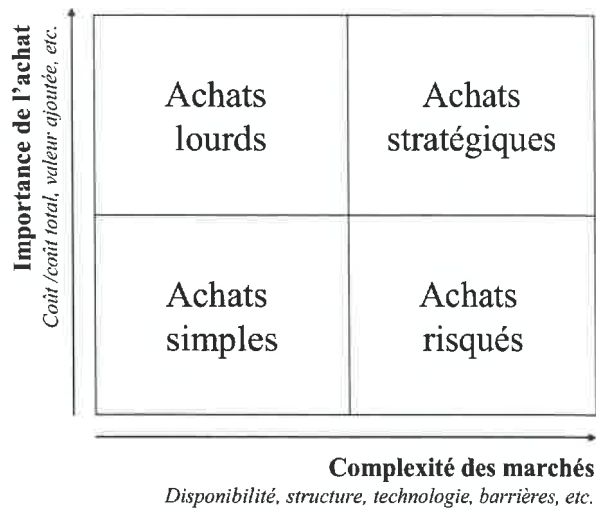 Importance de l'achat
Coût /coût total, valeur ajoutée, etc.
Achats
lourds
Achats
stratégiques
Achats
simples
Achats
risqués
Complexité des marchés
Disponibilité, structure, technologie, barrières, etc.